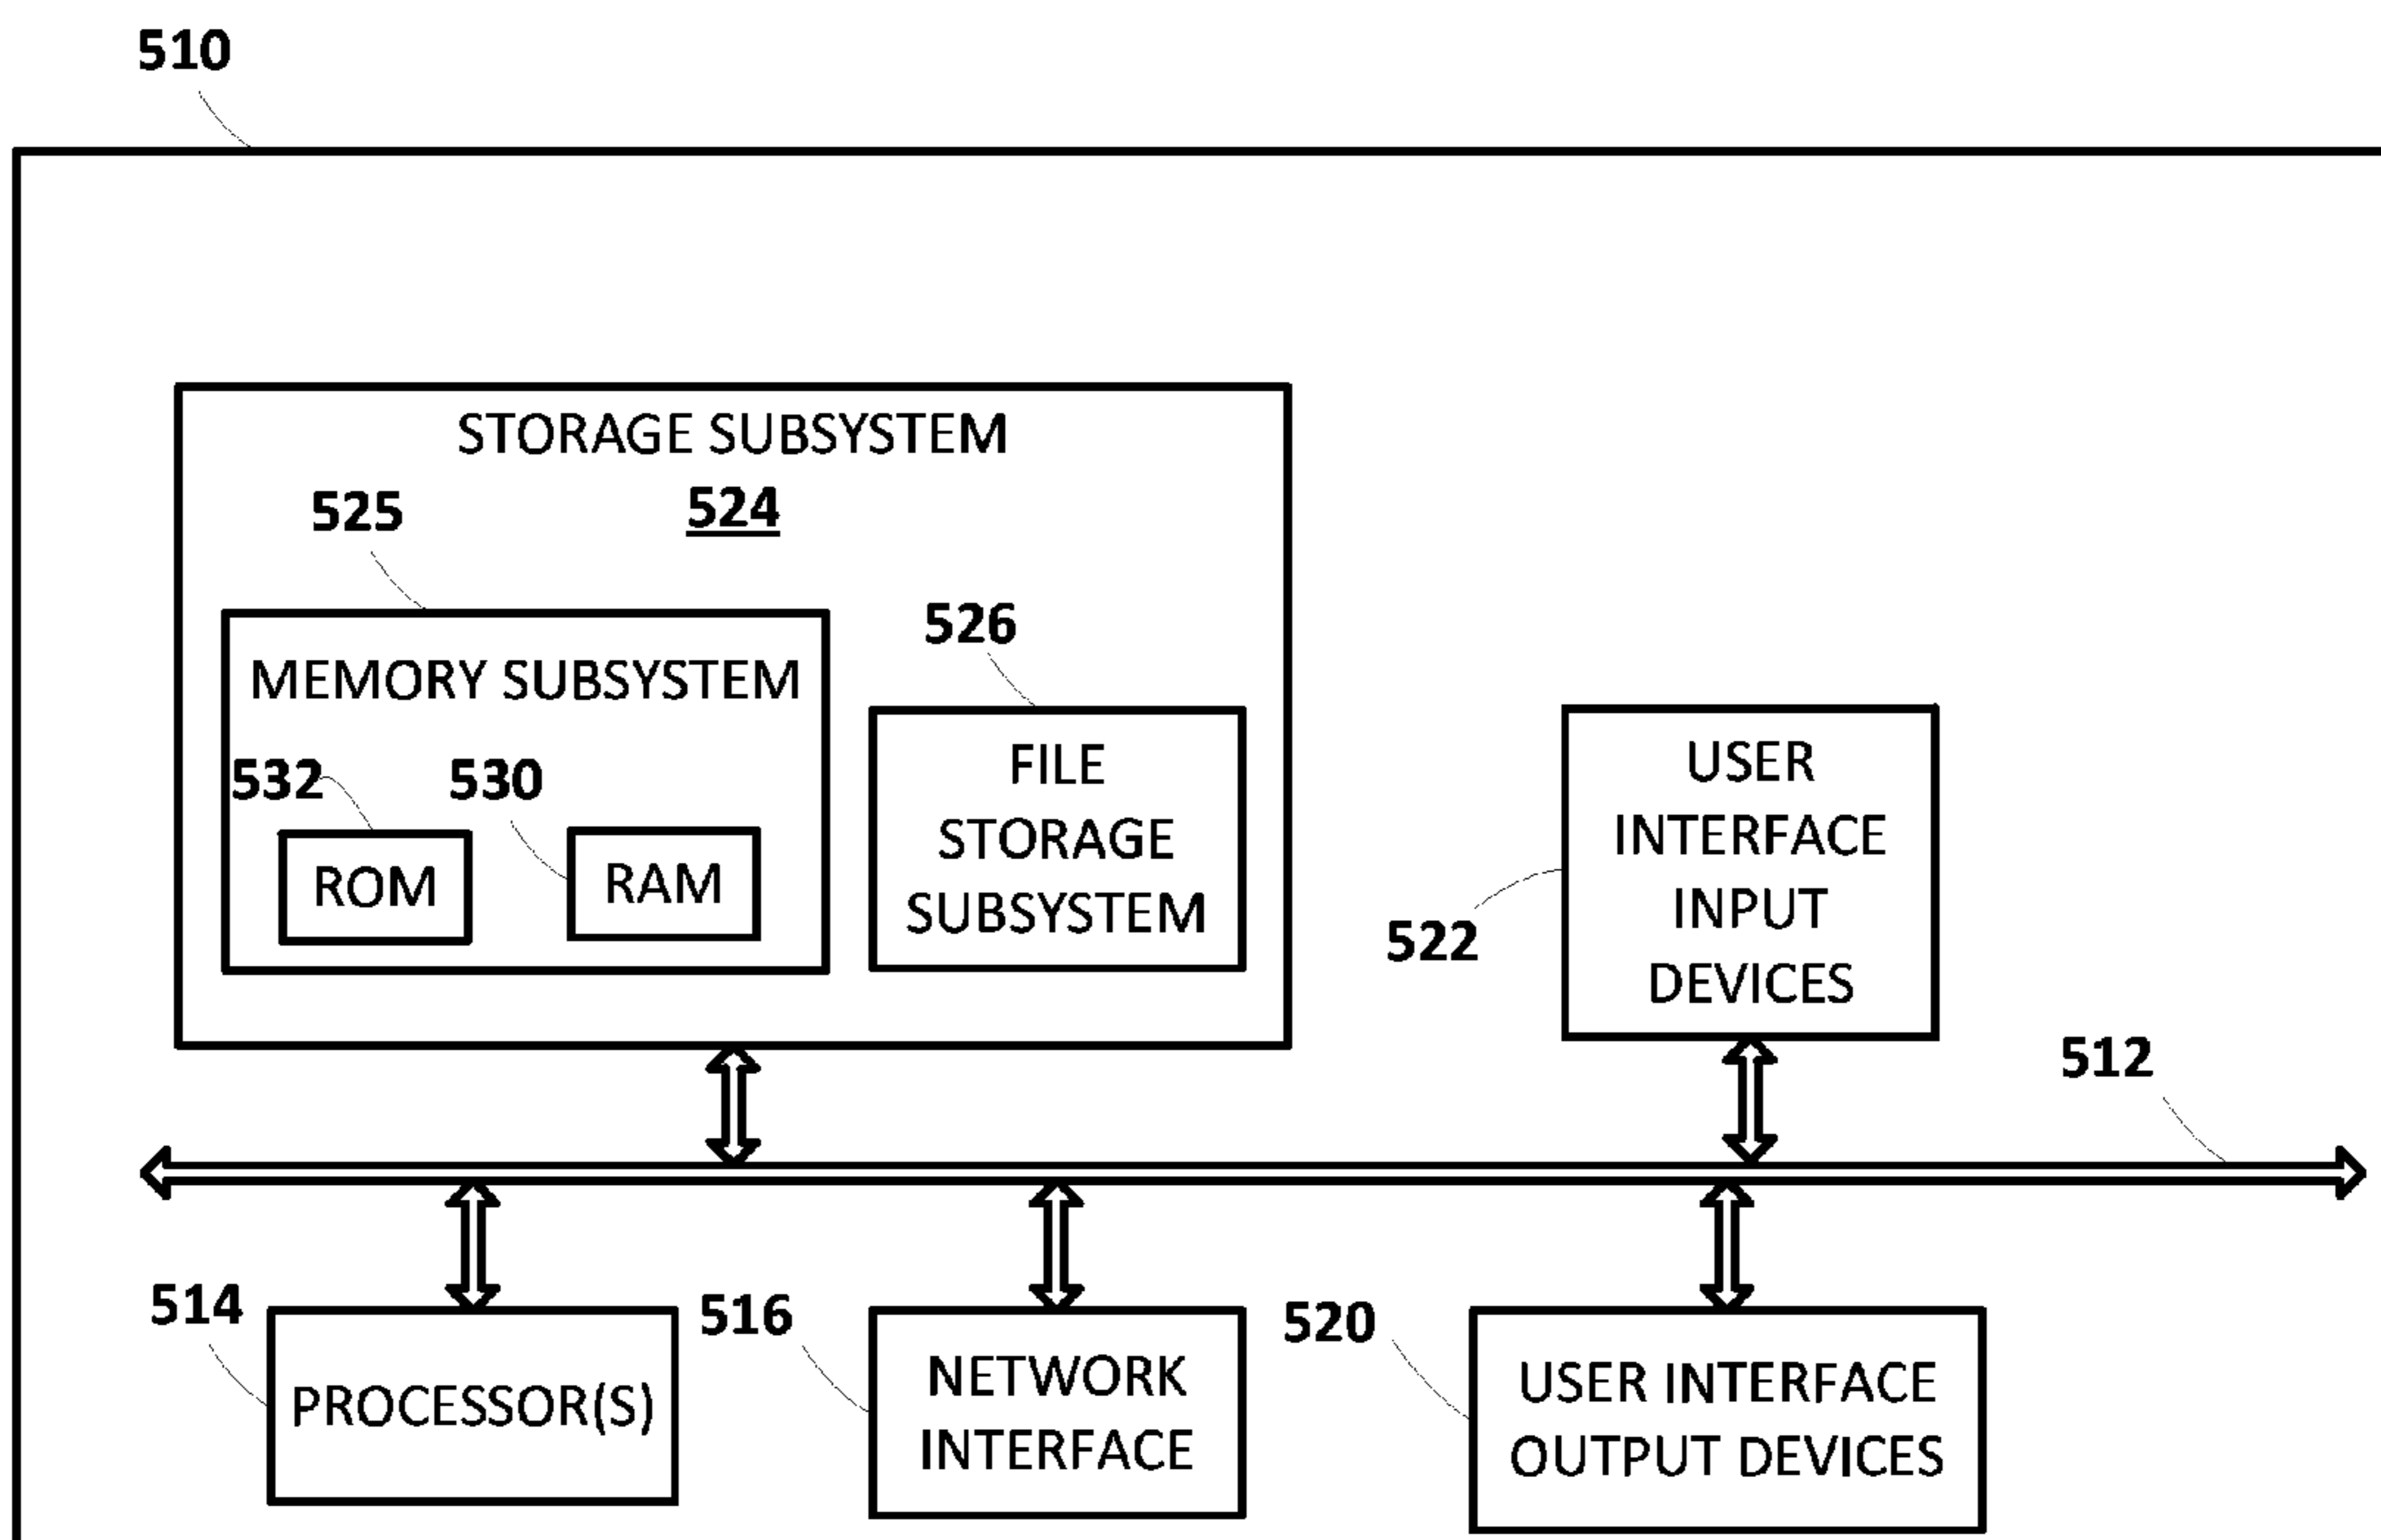 510
STORAGE SUBSYSTEM
524
525
526
MEMORY SUBSYSTEM
532
530
ROM
RAM
FILE
STORAGE
SUBSYSTEM
USER
INTERFACE
INPUT
DEVICES
522
512
514
PROCESSOR(S)
516
NETWORK
INTERFACE
520
USER INTERFACE
OUTPUT DEVICES